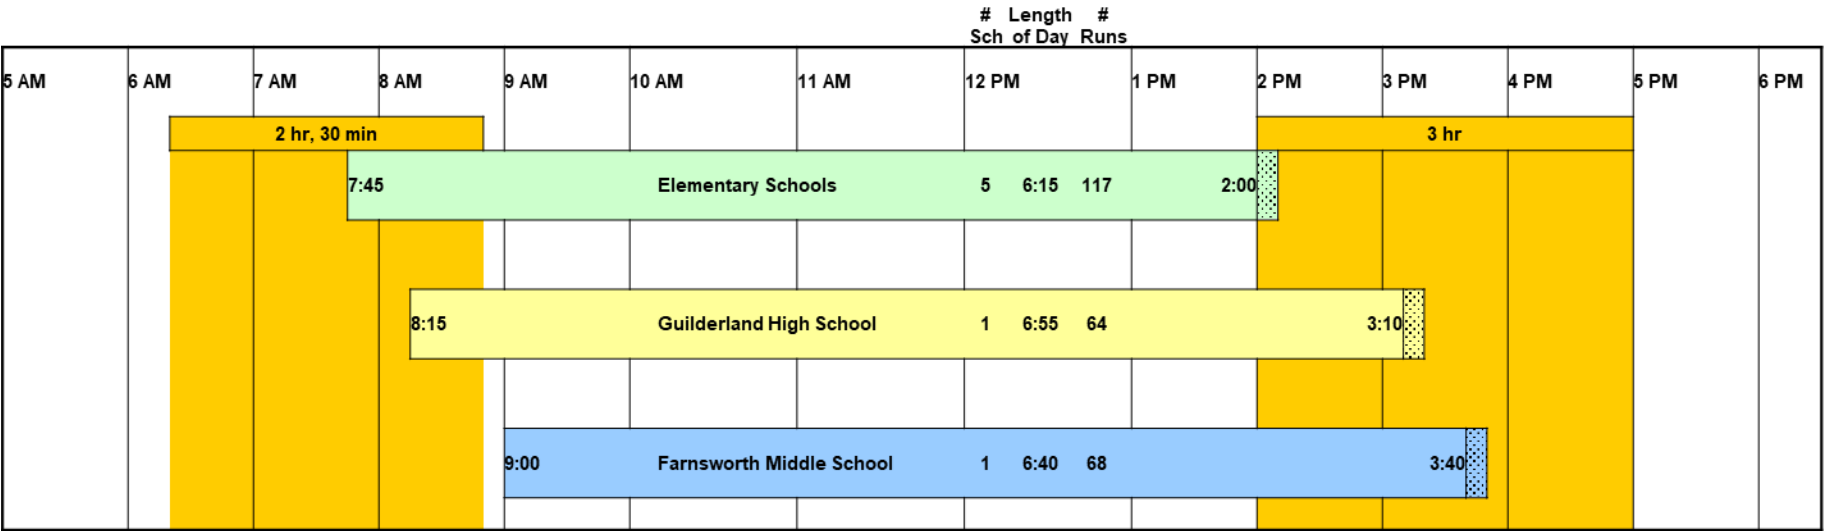 # Length #
Sch of Day Runs
5 AM 6 AM 7 AM 8 AM 9 AM 10 AM 11 AM 12 PM 1 PM 2 PM 3 PM 4 PM 5 PM 6 PM
2 hr, 30 min 3 hr
7:45 Elementary Schools 5 6:15 117 2:00
8:15 Guilderland High School 1 6:55 64 3:10
9:00 Farnsworth Middle School 1 6:40 68 3:40